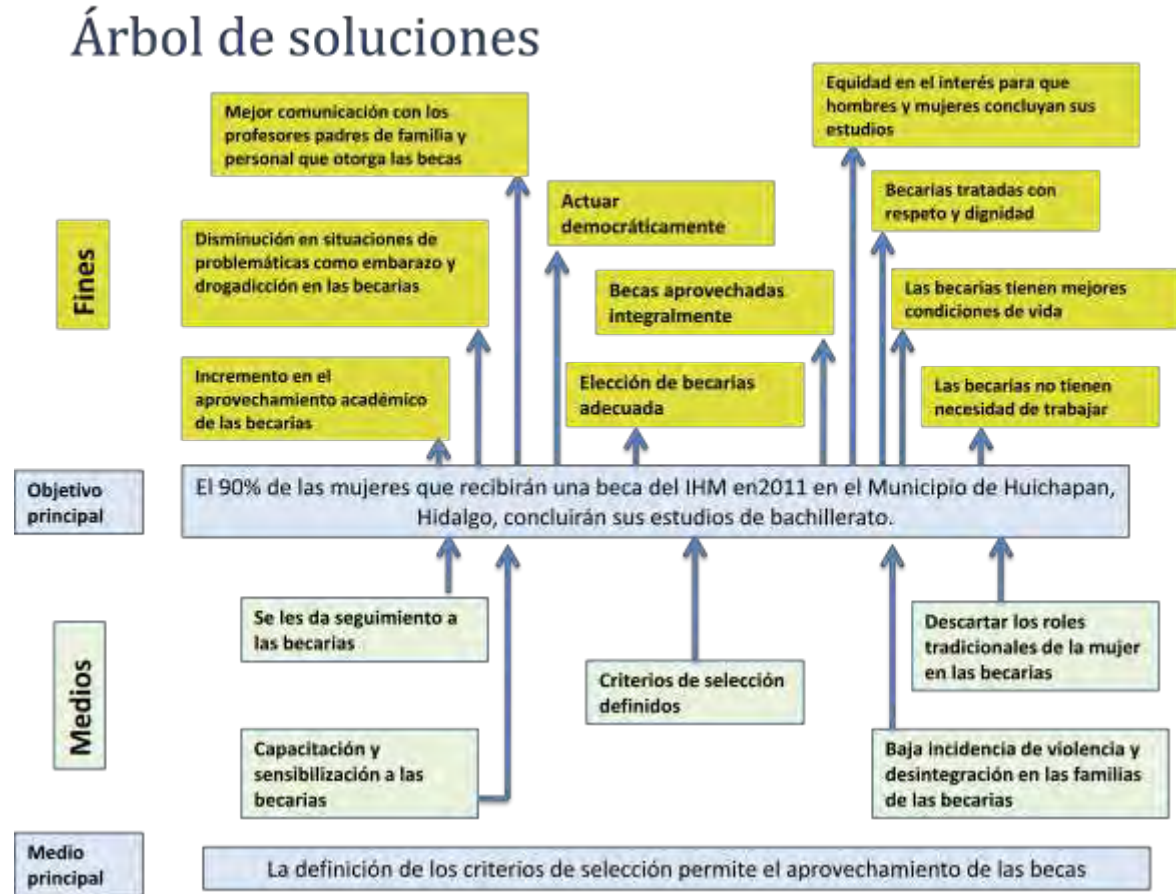 Árbol de soluciones
Fines
Mejor comunicación con los
profesores padres de familia y
personal que otorga las becas
Equidad en el interés para que
hombres y mujeres concluyan sus
estudios
Actuar
democráticamente
Becarias tratadas con
respeto y dignidad
Disminución en situaciones de
problemáticas como embarazo y
drogadicción en las becarias
Becas aprovechadas
integralmente
Las becarias tienen mejores
condiciones de vida
Incremento en el
aprovechamiento académico
de las becarias
Elección de becarias
adecuada
Las becarias no tienen
necesidad de trabajar
Objetivo
principal
El 90% de las mujeres que recibirán una beca del IHM en2011 en el Municipio de Huichapan,
Hidalgo, concluirán sus estudios de bachillerato.
Medios
Se les da seguimiento a
las becarias
Criterios de selección
definidos
Descartar los roles
tradicionales de la mujer
en las becarias
Capacitación y
sensibilización a las
becarias
Baja incidencia de violencia y
desintegración en las familias
de las becarias
Medio
principal
La definición de los criterios de selección permite el aprovechamiento de las becas